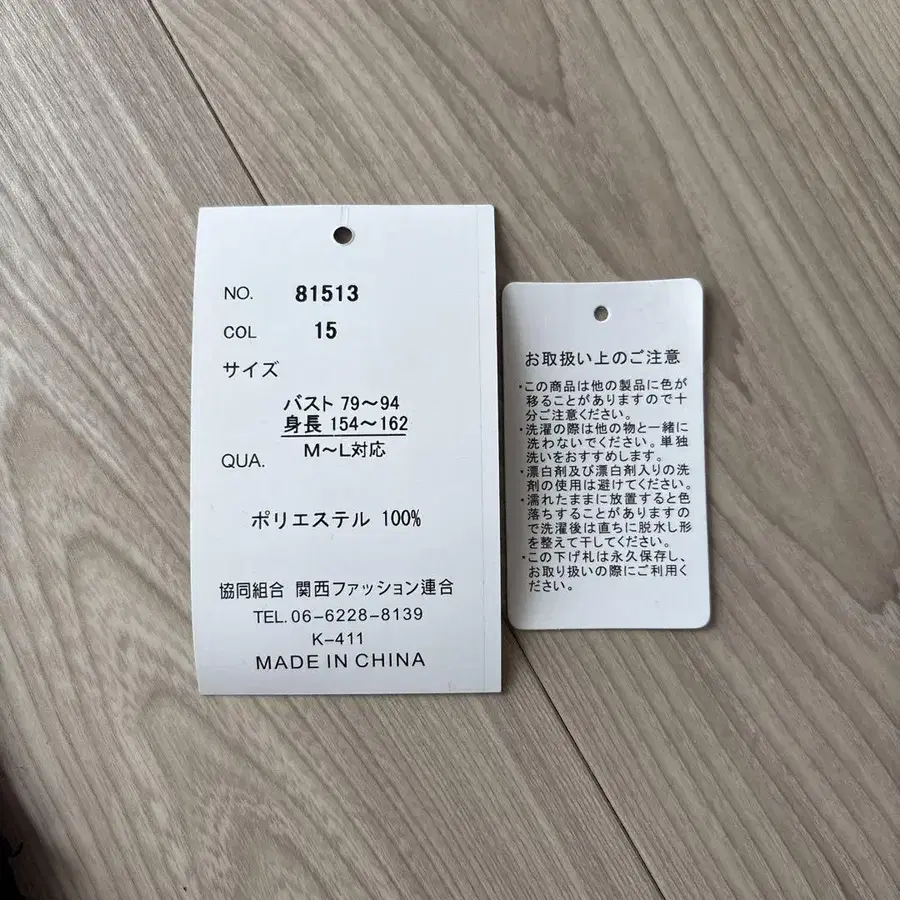 NO. 81513
COL 15
サイズ
バスト 79～94
身長 154～162
M～L対応
QUA.
ポリエステル 100%
協同組合 関西ファッション連合
TEL.06-6228-8139
K-411
MADE IN CHINA
お取扱い上のご注意
・この商品は他の製品に色が
移ることがありますので十
分ご注意ください。
・洗濯の際は他の物と一緒に
洗わないでください。単独
洗いをおすすめします。
・漂白剤及び漂白剤入りの洗
剤の使用は避けてください。
・濡れたままに放置すると色
落ちすることがありますの
で洗濯後は直ちに脱水し形
を整えて干してください。
・この下げ札は永久保存し、
お取り扱いの際にご利用く
ださい。